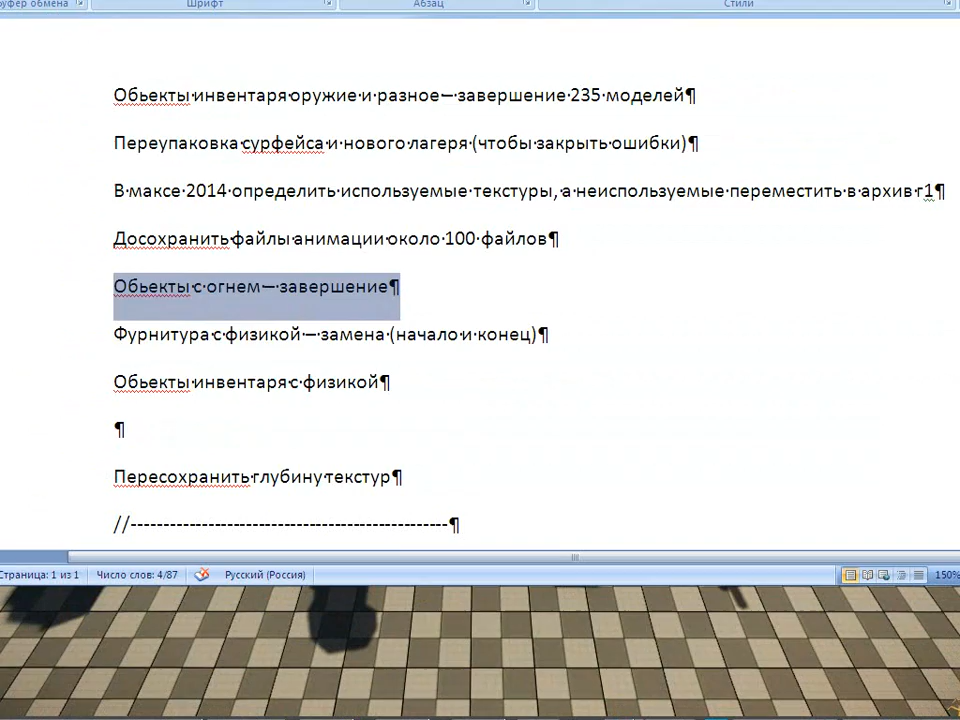 Буфер обмена Шрифт Абзац Стили
Обьекты инвентаря оружие и разное – завершение 235 моделей¶
Переупаковка сурфейса и нового лагеря (чтобы закрыть ошибки)¶
В максе 2014 определить используемые текстуры, а неиспользуемые переместить в архив г1¶
Досохранить файлы анимации около 100 файлов¶
Обьекты с огнем – завершение¶
Фурнитура с физикой – замена (начало и конец)¶
Обьекты инвентаря с физикой¶
¶
Пересохранить глубину текстур¶
//------------------------------------------------¶
Страница: 1 из 1 Число слов: 4/87 Русский (Россия) 150%